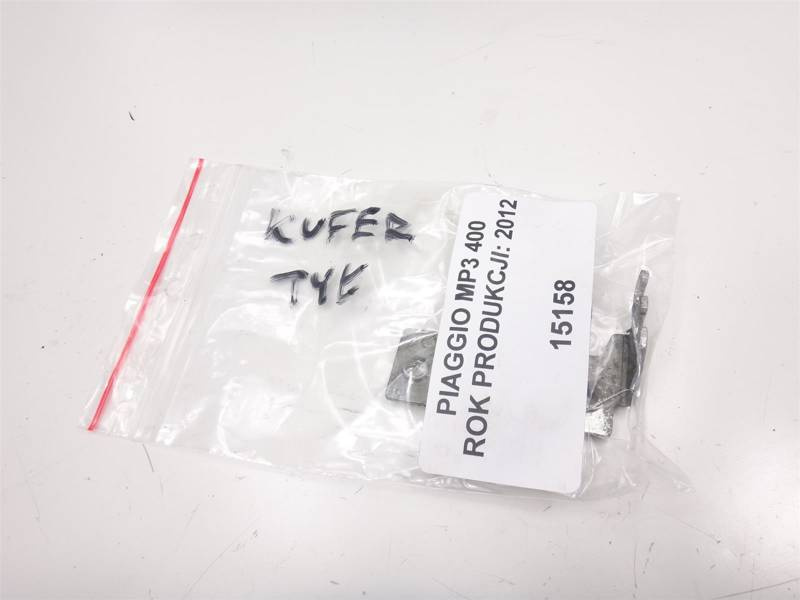 KUFER
TYŁ
PIAGGIO MP3 400
ROK PRODUKCJI: 2012
15158